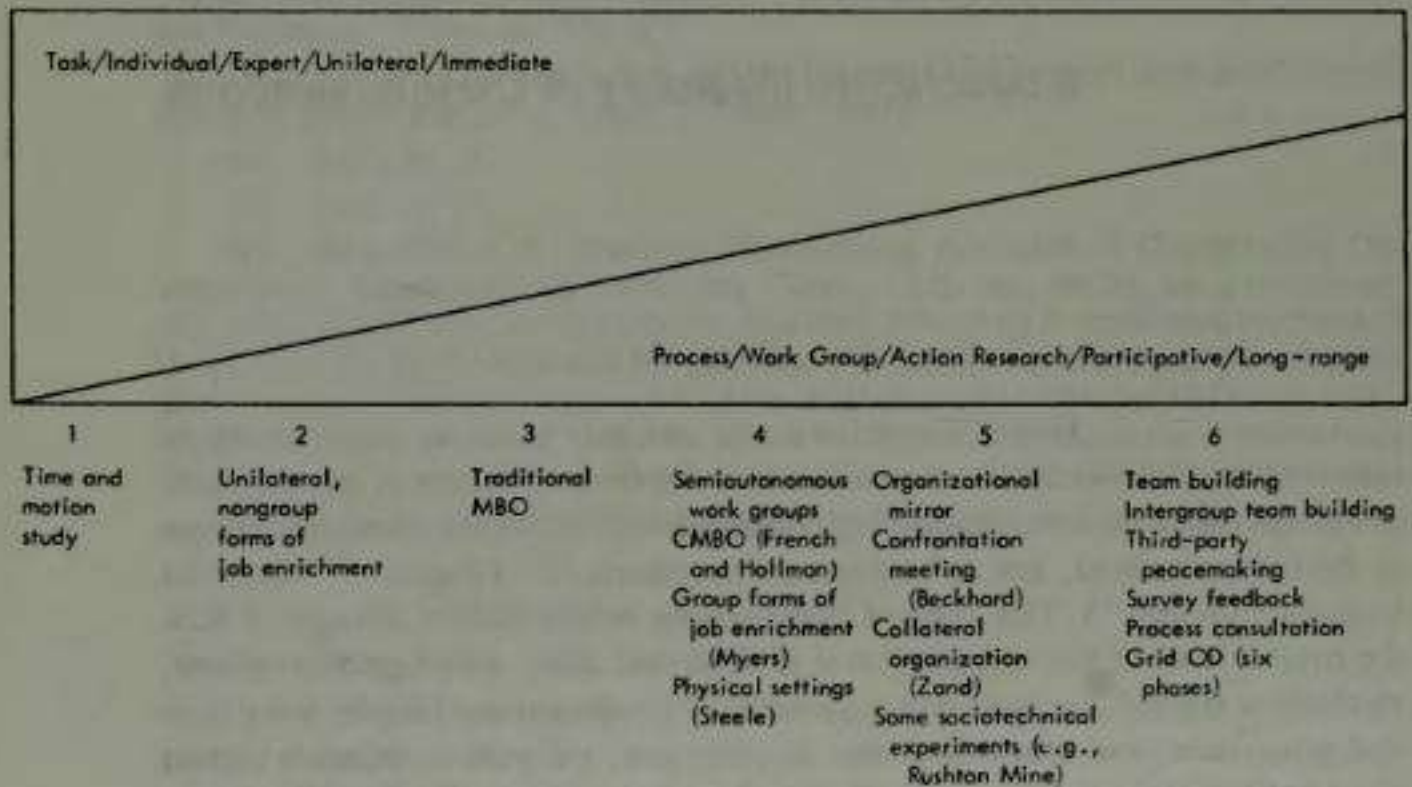 Task/Individual/Expert/Unilateral/Immediate
Process/Work Group/Action Research/Participative/Long-range
1
Time and
motion
study
2
Unilateral,
nongroup
forms of
job enrichment
3
Traditional
MBO
4
Semiautonomous
work groups
CMBO (French
and Hollman)
Group forms of
job enrichment
(Myers)
Physical settings
(Steele)
5
Organizational
mirror
Confrontation
meeting
(Beckhard)
Collateral
organization
(Zand)
Some sociotechnical
experiments (e.g.,
Rushton Mine)
6
Team building
Intergroup team building
Third-party
peacemaking
Survey feedback
Process consultation
Grid OD (six
phases)